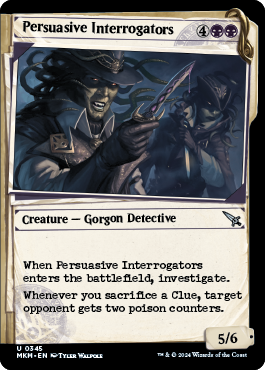 Persuasive Interrogators 4
Creature — Gorgon Detective
When Persuasive Interrogators
enters the battlefield, investigate.
Whenever you sacrifice a Clue, target
opponent gets two poison counters.
5/6
U 0345
MKM • EN Tyler Walpole
™ & © 2024 Wizards of the Coast